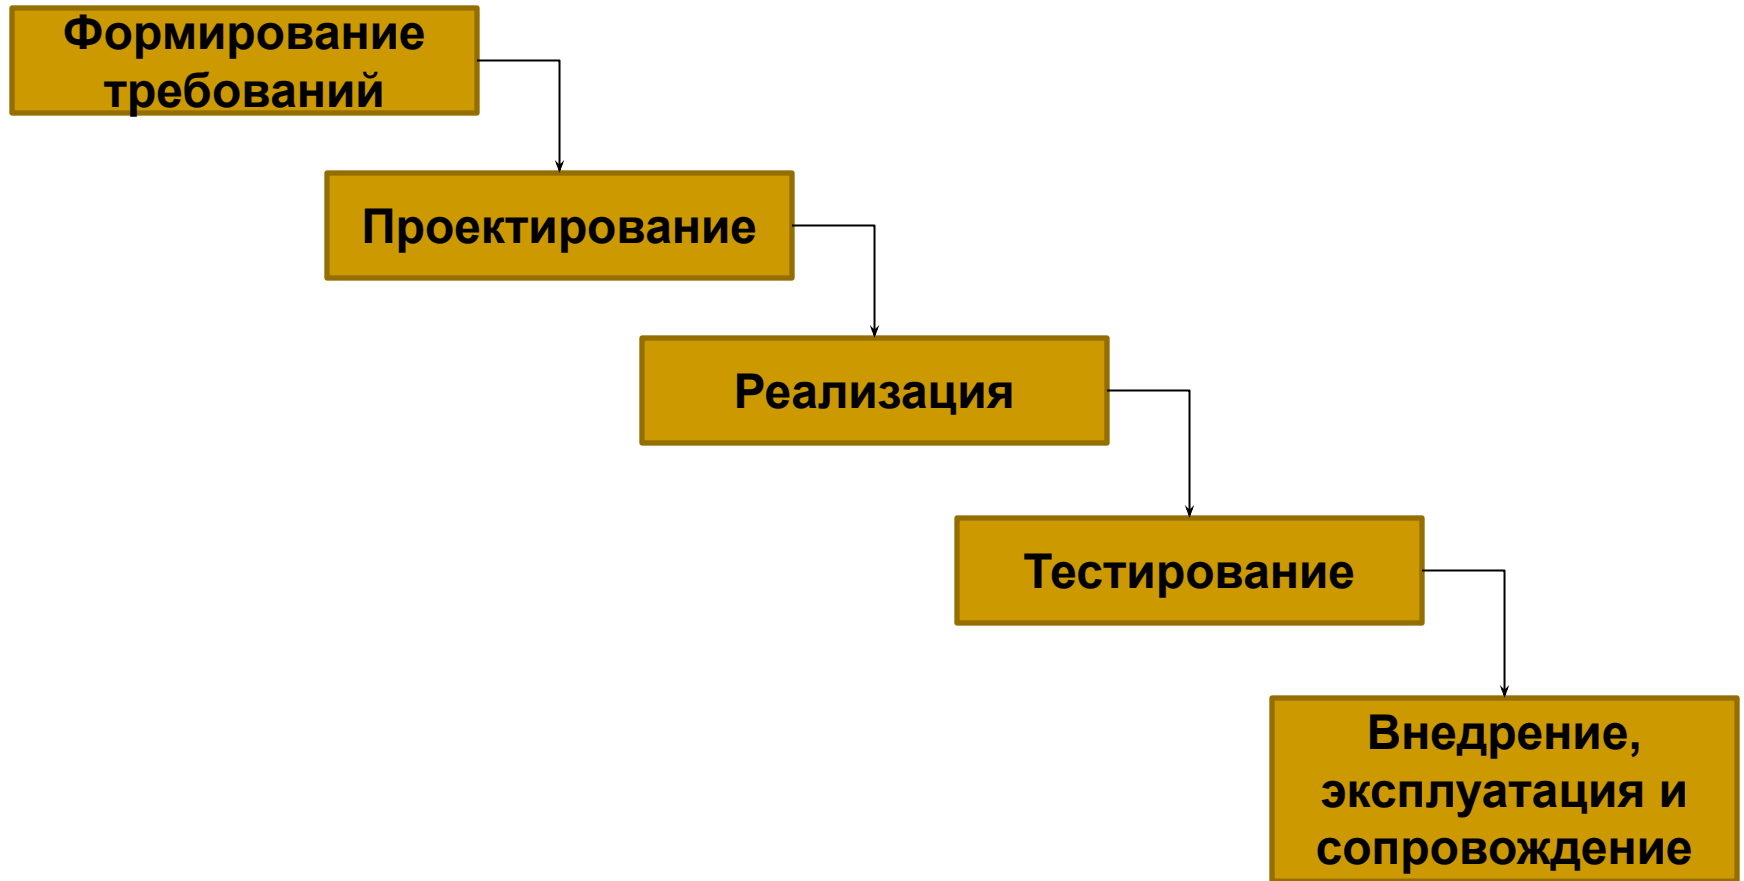 Формирование
требований
Проектирование
Реализация
Тестирование
Внедрение,
эксплуатация и
сопровождение